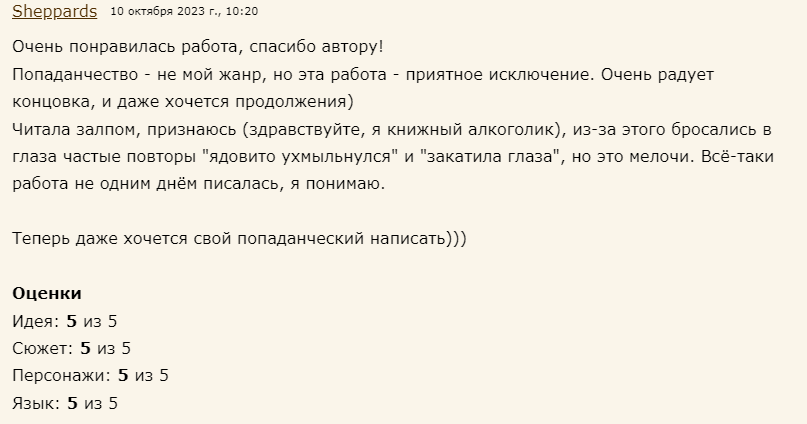 Sheppards 10 октября 2023 г., 10:20
Очень понравилась работа, спасибо автору!
Попаданчество - не мой жанр, но эта работа - приятное исключение. Очень радует
концовка, и даже хочется продолжения)
Читала залпом, признаюсь (здравствуйте, я книжный алкоголик), из-за этого бросались в
глаза частые повторы "ядовито ухмыльнулся" и "закатила глаза", но это мелочи. Всё-таки
работа не одним днём писалась, я понимаю.
Теперь даже хочется свой попаданческий написать)))
Оценки
Идея: 5 из 5
Сюжет: 5 из 5
Персонажи: 5 из 5
Язык: 5 из 5